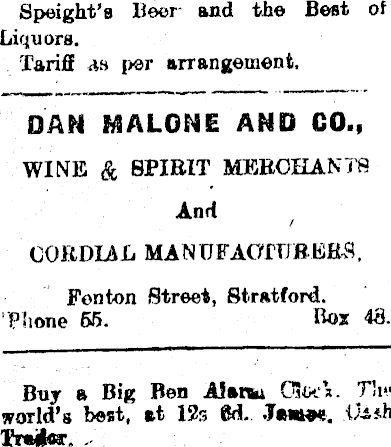 Speight's Beer and the Best of
Liquors.
Tariff as per arrangement.
DAN MALONE AND CO.,
WINE & SPIRIT MERCHANTS
And
CORDIAL MANUFACTURERS,
Fenton Street, Stratford.
'Phone 55. Box 48.
Buy a Big Ben Alarm Clock. The
world's best, at 12s 6d. James, Cash
Trader.